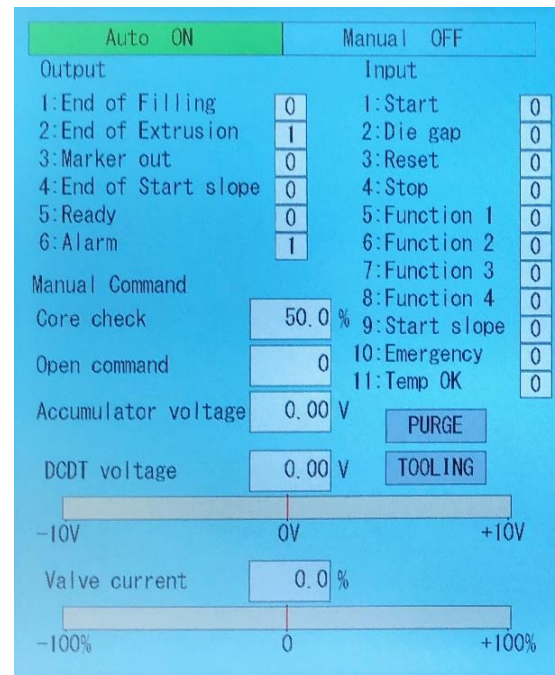 Auto ON Manual OFF
Output Input
1:End of Filling 0 1:Start 0
2:End of Extrusion 1 2:Die gap 0
3:Marker out 0 3:Reset 0
4:End of Start slope 0 4:Stop 0
5:Ready 0 5:Function 1 0
6:Alarm 1 6:Function 2 0
7:Function 3 0
Manual Command 8:Function 4 0
Core check 50.0 % 9:Start slope 0
10:Emergency 0
Open command 0 11:Temp OK 0
Accumulator voltage 0.00 V PURGE
DCDT voltage 0.00 V TOOLING
-10V 0V +10V
Valve current 0.0 %
-100% 0 +100%